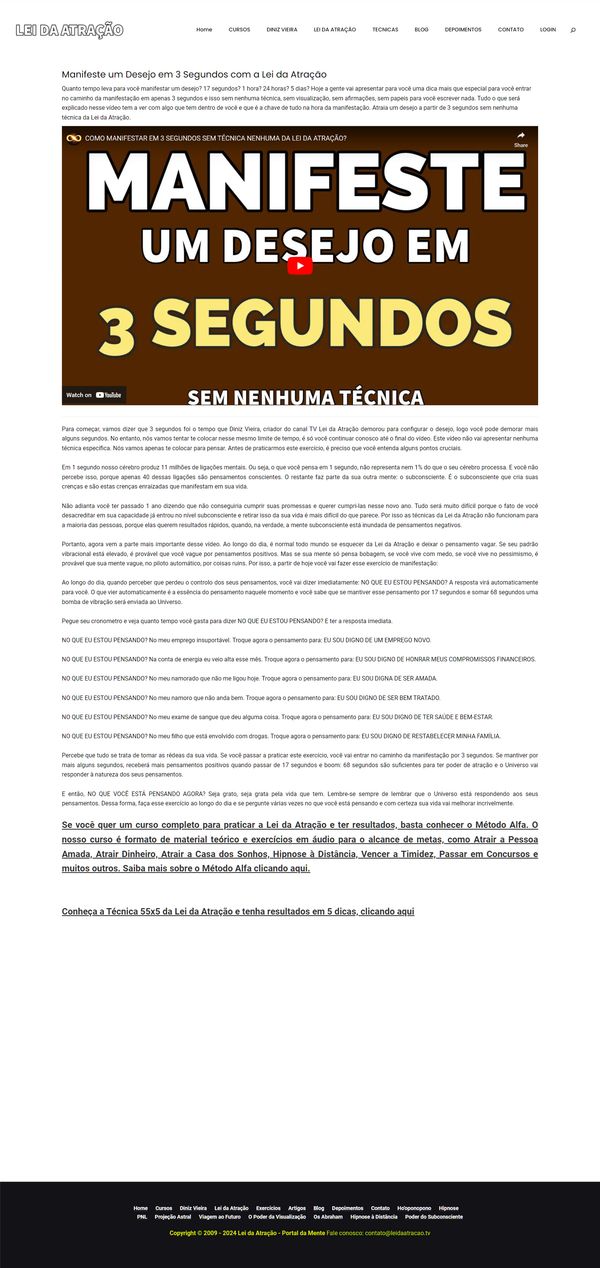 LEI DA ATRAÇÃO
Home CURSOS DINIZ VIEIRA LEI DA ATRAÇÃO TECNICAS BLOG DEPOIMENTOS CONTATO LOGIN
Manifeste um Desejo em 3 Segundos com a Lei da Atração
Quanto tempo leva para você manifestar um desejo? 17 segundos? 1 hora? 24 horas? 5 dias? Hoje a gente vai apresentar para você uma dica mais que especial para você entrar
no caminho da manifestação em apenas 3 segundos e isso sem nenhuma técnica, sem visualização, sem afirmações, sem papeis para você escrever nada. Tudo o que será
explicado nesse vídeo tem a ver com algo que tem dentro de você e que é a chave de tudo na hora da manifestação. Atraia um desejo a partir de 3 segundos sem nenhuma
técnica da Lei da Atração.
COMO MANIFESTAR EM 3 SEGUNDOS SEM TÉCNICA NENHUMA DA LEI DA ATRAÇÃO?
Share
MANIFESTE
UM DESEJO EM
3 SEGUNDOS
SEM NENHUMA TÉCNICA
Watch on YouTube
Para começar, vamos dizer que 3 segundos foi o tempo que Diniz Vieira, criador do canal TV Lei da Atração demorou para configurar o desejo, logo você pode demorar mais
alguns segundos. No entanto, nós vamos tentar te colocar nesse mesmo limite de tempo, é só você continuar conosco até o final do vídeo. Este vídeo não vai apresentar nenhuma
técnica específica. Nós vamos apenas te colocar para pensar. Antes de praticarmos este exercício, é preciso que você entenda alguns pontos cruciais.
Em 1 segundo nosso cérebro produz 11 milhões de ligações mentais. Ou seja, o que você pensa em 1 segundo, não representa nem 1% do que o seu cérebro processa. E você não
percebe isso, porque apenas 40 dessas ligações são pensamentos conscientes. O restante faz parte da sua outra mente: o subconsciente. É o subconsciente que cria suas
crenças e são estas crenças enraizadas que manifestam em sua vida.
Não adianta você ter passado 1 ano dizendo que não conseguiria cumprir suas promessas e querer cumpri-las nesse novo ano. Tudo será muito difícil porque o fato de você
desacreditar em sua capacidade já entrou no nível subconsciente e retirar isso da sua vida é mais difícil do que parece. Por isso as técnicas da Lei da Atração não funcionam para
a maioria das pessoas, porque elas querem resultados rápidos, quando, na verdade, a mente subconsciente está inundada de pensamentos negativos.
Portanto, agora vem a parte mais importante desse vídeo. Ao longo do dia, é normal todo mundo se esquecer da Lei da Atração e deixar o pensamento vagar. Se seu padrão
vibracional está elevado, é provável que você vague por pensamentos positivos. Mas se sua mente só pensa bobagem, se você vive com medo, se você vive no pessimismo, é
provável que sua mente vague, no piloto automático, por coisas ruins. Por isso, a partir de hoje você vai fazer esse exercício de manifestação:
Ao longo do dia, quando perceber que perdeu o controlo dos seus pensamentos, você vai dizer imediatamente: NO QUE EU ESTOU PENSANDO? A resposta virá automaticamente
para você. O que vier automaticamente é a essência do pensamento naquele momento e você sabe que se mantiver esse pensamento por 17 segundos e somar 68 segundos uma
bomba de vibração será enviada ao Universo.
Pegue seu cronometro e veja quanto tempo você gasta para dizer NO QUE EU ESTOU PENSANDO? E ter a resposta imediata.
NO QUE EU ESTOU PENSANDO? No meu emprego insuportável. Troque agora o pensamento para: EU SOU DIGNO DE UM EMPREGO NOVO.
NO QUE EU ESTOU PENSANDO? Na conta de energia eu veio alta esse mês. Troque agora o pensamento para: EU SOU DIGNO DE HONRAR MEUS COMPROMISSOS FINANCEIROS.
NO QUE EU ESTOU PENSANDO? No meu namorado que não me ligou hoje. Troque agora o pensamento para: EU SOU DIGNA DE SER AMADA.
NO QUE EU ESTOU PENSANDO? No meu namoro que não anda bem. Troque agora o pensamento para: EU SOU DIGNO DE SER BEM TRATADO.
NO QUE EU ESTOU PENSANDO? No meu exame de sangue que deu alguma coisa. Troque agora o pensamento para: EU SOU DIGNO DE TER SAÚDE E BEM-ESTAR.
NO QUE EU ESTOU PENSANDO? No meu filho que está envolvido com drogas. Troque agora o pensamento para: EU SOU DIGNO DE RESTABELECER MINHA FAMÍLIA.
Percebe que tudo se trata de tomar as rédeas da sua vida. Se você passar a praticar este exercício, você vai entrar no caminho da manifestação por 3 segundos. Se mantiver por
mais alguns segundos, receberá mais pensamentos positivos quando passar de 17 segundos e boom: 68 segundos são suficientes para ter poder de atração e o Universo vai
responder à natureza dos seus pensamentos.
E então, NO QUE VOCÊ ESTÁ PENSANDO AGORA? Seja grato, seja grata pela vida que tem. Lembre-se sempre de lembrar que o Universo está respondendo aos seus
pensamentos. Dessa forma, faça esse exercício ao longo do dia e se pergunte várias vezes no que você está pensando e com certeza sua vida vai melhorar incrivelmente.
Se você quer um curso completo para praticar a Lei da Atração e ter resultados, basta conhecer o Método Alfa. O
nosso curso é formato de material teórico e exercícios em áudio para o alcance de metas, como Atrair a Pessoa
Amada, Atrair Dinheiro, Atrair a Casa dos Sonhos, Hipnose à Distância, Vencer a Timidez, Passar em Concursos e
muitos outros. Saiba mais sobre o Método Alfa clicando aqui.
Conheça a Técnica 55x5 da Lei da Atração e tenha resultados em 5 dicas, clicando aqui
Home Cursos Diniz Vieira Lei da Atração Exercícios Artigos Blog Depoimentos Contato Ho'oponopono Hipnose
PNL Projeção Astral Viagem ao Futuro O Poder da Visualização Os Abraham Hipnose à Distância Poder do Subconsciente
Copyright © 2009 - 2024 Lei da Atração - Portal da Mente Fale conosco: contato@leidaatracao.tv